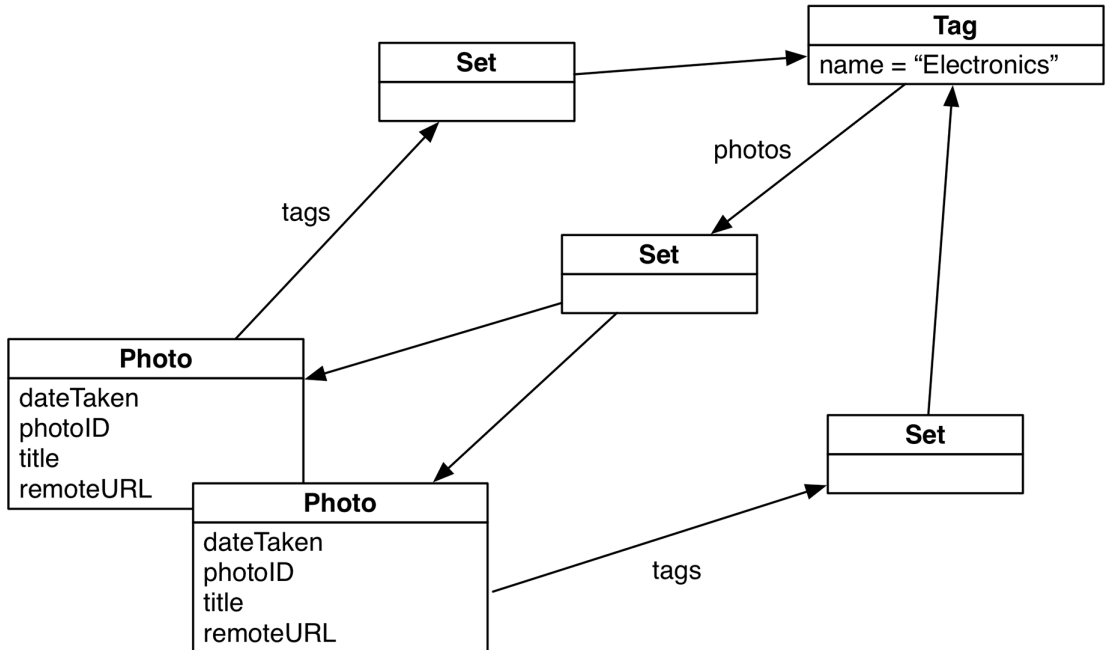 Tag
name = “Electronics”
Set
photos
tags
Set
Photo
dateTaken
photoID
title
remoteURL
Set
Photo
dateTaken
photoID
title
remoteURL
tags